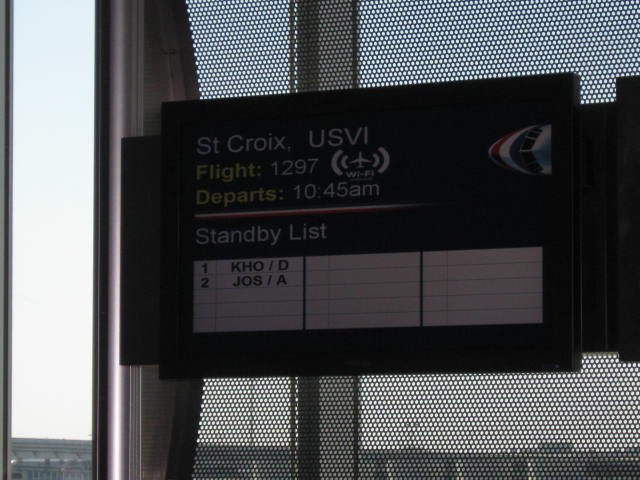 St Croix, USVI
Flight: 1297 Wi-Fi
Departs: 10:45am
Standby List
1 KHO / D
2 JOS / A